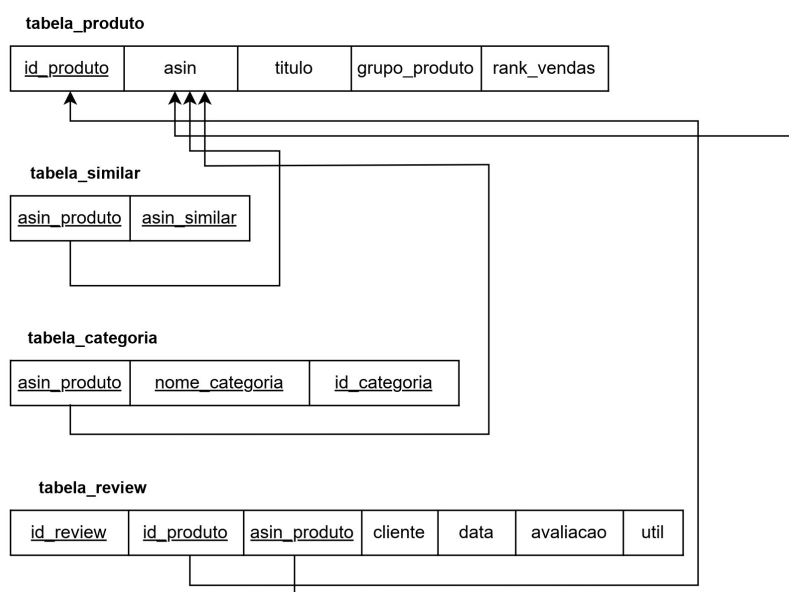 tabela_produto
id_produto asin titulo grupo_produto rank_vendas
tabela_similar
asin_produto asin_similar
tabela_categoria
asin_produto nome_categoria id_categoria
tabela_review
id_review id_produto asin_produto cliente data avaliacao util